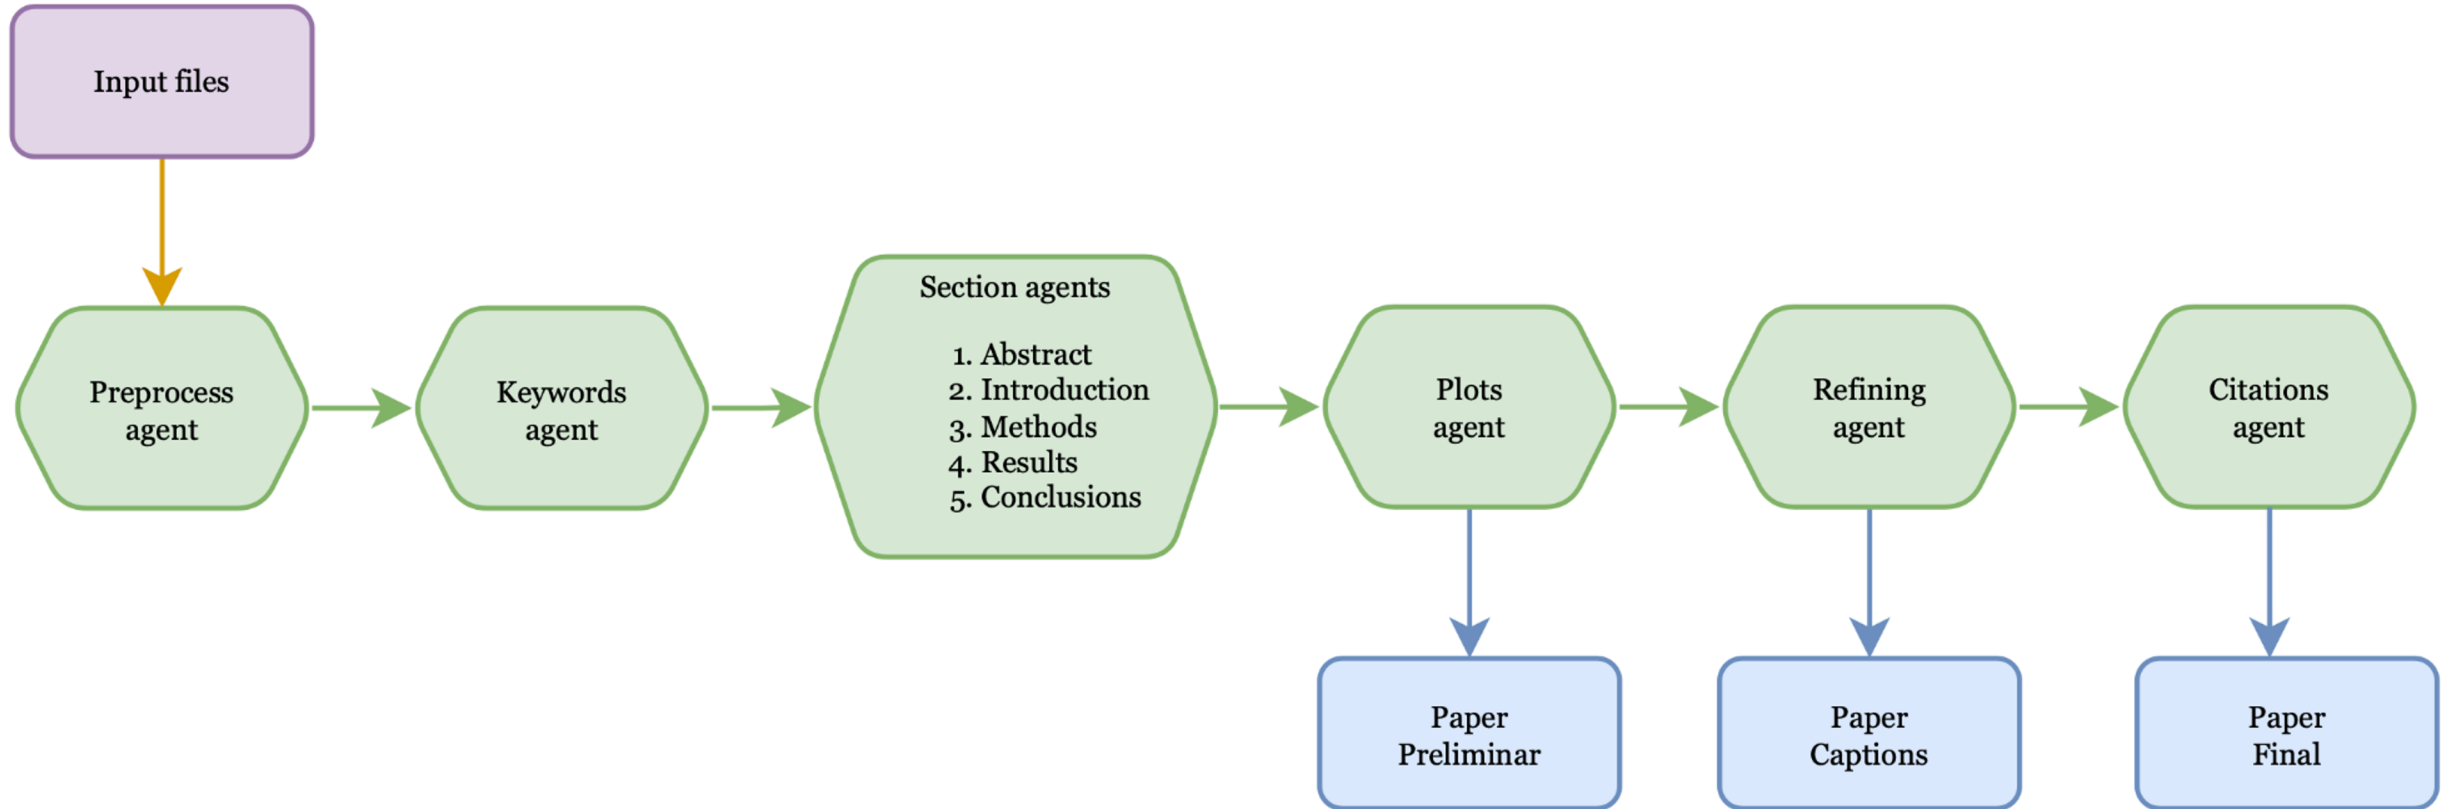 Input files
Preprocess
agent
Keywords
agent
Section agents
1. Abstract
2. Introduction
3. Methods
4. Results
5. Conclusions
Plots
agent
Refining
agent
Citations
agent
Paper
Preliminar
Paper
Captions
Paper
Final